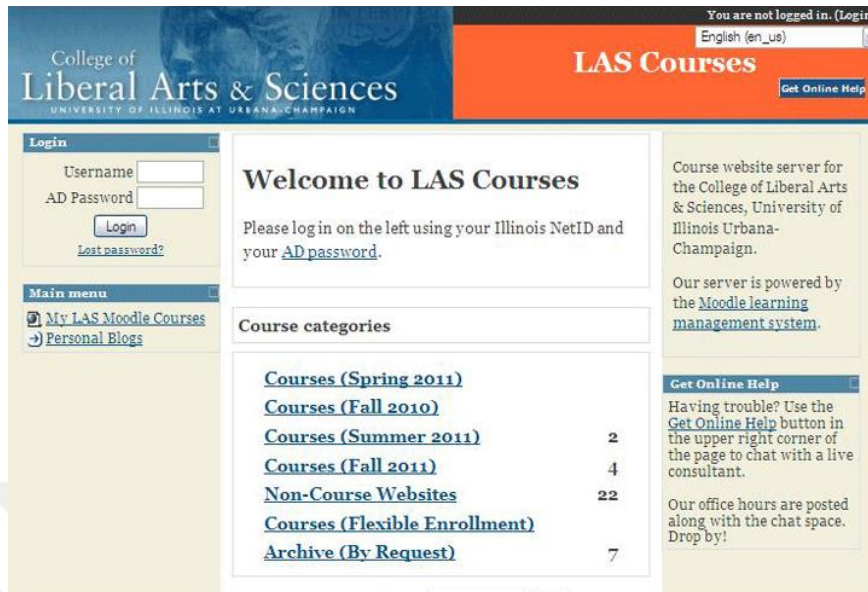 You are not logged in. (Login
English (en_us)
College of
Liberal Arts & Sciences
UNIVERSITY OF ILLINOIS AT URBANA-CHAMPAIGN
LAS Courses
Get Online Help
Login
Username
AD Password
Login
Lost password?
Main menu
My LAS Moodle Courses
Personal Blogs
Welcome to LAS Courses
Please log in on the left using your Illinois NetID and
your AD password.
Course categories
Courses (Spring 2011)
Courses (Fall 2010)
Courses (Summer 2011) 2
Courses (Fall 2011) 4
Non-Course Websites 22
Courses (Flexible Enrollment)
Archive (By Request) 7
Course website server for
the College of Liberal Arts
& Sciences, University of
Illinois Urbana-
Champaign.
Our server is powered by
the Moodle learning
management system.
Get Online Help
Having trouble? Use the
Get Online Help button in
the upper right corner of
the page to chat with a live
consultant.
Our office hours are posted
along with the chat space.
Drop by!